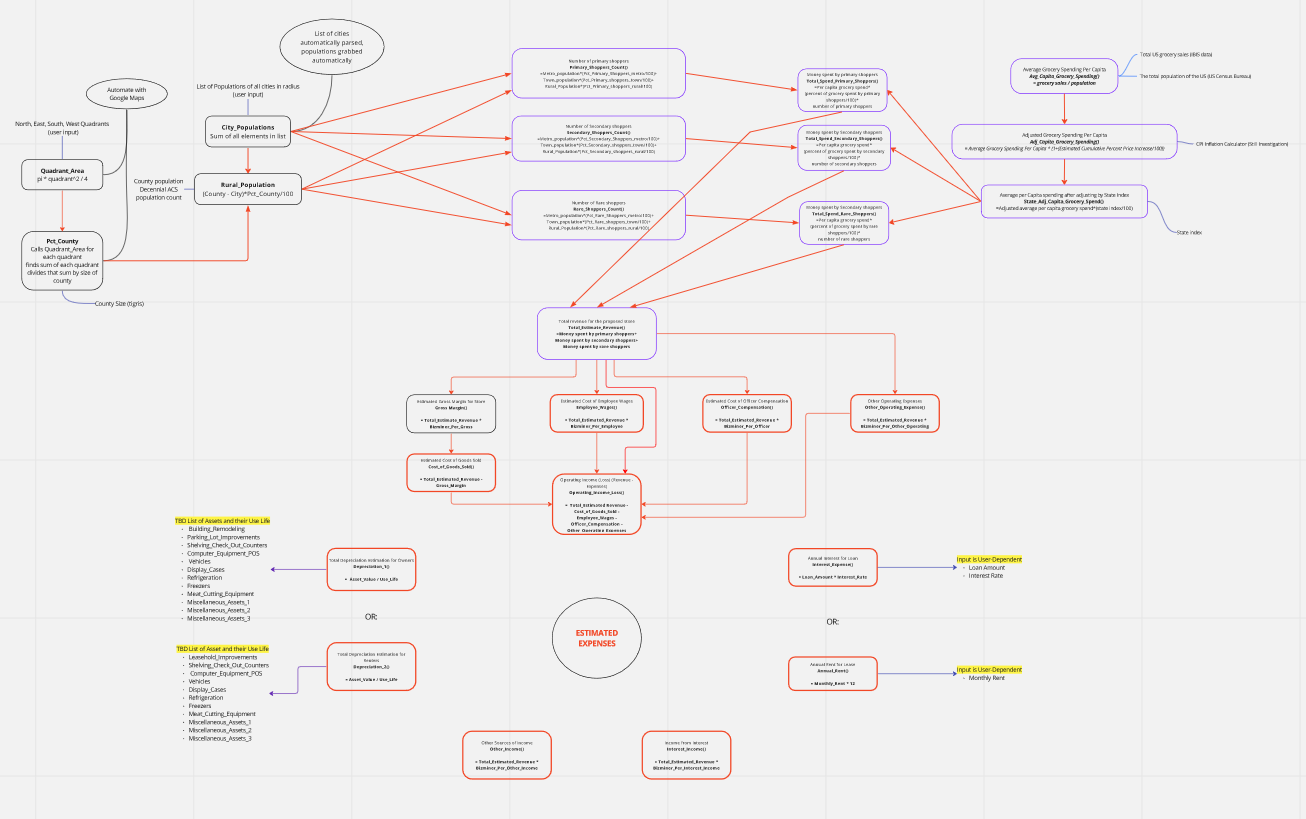 List of cities
automatically parsed,
populations grabbed
automatically
Automate with
Google Maps
List of Populations of all cities in radius
(user input)
North, East, South, West Quadrants
(user input)
City_Populations
Sum of all elements in list
Quadrant_Area
pi * quadrant^2 / 4
County population
Decennial ACS
population count
Rural_Population
(County - City)*Pct_County/100
Pct_County
Calls Quadrant_Area for
each quadrant
finds sum of each quadrant
divides that sum by size of
county
County Size (tigris)
Number of primary shoppers
Primary_Shoppers_Count()
=Metro_population*(Pct_Primary_Shoppers_metro/100)+
Town_population*(Pct_Primary_shoppers_town/100)+
Rural_Population*(Pct_Primary_shoppers_rural/100)
Number of Secondary shoppers
Secondary_Shoppers_Count()
=Metro_population*(Pct_Secondary_Shoppers_metro/100)+
Town_population*(Pct_Secondary_shoppers_town/100)+
Rural_Population*(Pct_Secondary_shoppers_rural/100)
Number of Rare shoppers
Rare_Shoppers_Count()
=Metro_population*(Pct_Rare_Shoppers_metro/100)+
Town_population*(Pct_Rare_shoppers_town/100)+
Rural_Population*(Pct_Rare_shoppers_rural/100)
Money spent by primary shoppers
Total_Spend_Primary_Shoppers()
=Per capita grocery spend*
(percent of grocery spent by primary
shoppers/100)*
number of primary shoppers
Money spent by Secondary shoppers
Total_Spend_Secondary_Shoppers()
=Per capita grocery spend*
(percent of grocery spent by secondary
shoppers/100)*
number of secondary shoppers
Money spent by Secondary shoppers
Total_Spend_Rare_Shoppers()
=Per capita grocery spend*
(percent of grocery spent by rare
shoppers/100)*
number of rare shoppers
Average Grocery Spending Per Capita
Avg_Capita_Grocery_Spending()
= grocery sales / population
Total US grocery sales (IBIS data)
The total population of the US (US Census Bureau)
Adjusted Grocery Spending Per Capita
Adj_Capita_Grocery_Spending()
= Average Grocery Spending Per Capita * (1+(Estimated Cumulative Percent Price Increase/100))
CPI Inflation Calculator (Still Investigation)
Average per Capita spending after adjusting by State Index
State_Adj_Capita_Grocery_Spend()
=Adjusted average per capita grocery spend*(state index/100)
State index
Total revenue for the proposed store
Total_Estimate_Revenue()
=Money spent by primary shoppers+
Money spent by secondary shoppers+
Money spent by rare shoppers
Estimated Gross Margin for Store
Gross Margin()
= Total_Estimate_Revenue *
Bizminer_Per_Gross
Estimated Cost of Employee Wages
Employee_Wages()
= Total_Estimated_Revenue *
Bizminer_Per_Employee
Estimated Cost of Officer Compensation
Officer_Compensation()
= Total_Estimated_Revenue *
Bizminer_Per_Officer
Other Operating Expenses
Other_Operating_Expense()
= Total_Estimated_Revenue *
Bizminer_Per_Other_Operating
Estimated Cost of Goods Sold
Cost_of_Goods_Sold()
= Total_Estimated_Revenue -
Gross_Margin
Operating Income (Loss) (Revenue -
Expenses)
Operating_Income_Loss()
= Total_Estimated Revenue -
Cost_of_Goods_Sold -
Employee_Wages -
Officer_Compensation -
Other_Operating Expenses
TBD List of Assets and their Use Life
- Building_Remodeling
- Parking_Lot_Improvements
- Shelving_Check_Out_Counters
- Computer_Equipment_POS
- Vehicles
- Display_Cases
- Refrigeration
- Freezers
- Meat_Cutting_Equipment
- Miscellaneous_Assets_1
- Miscellaneous_Assets_2
- Miscellaneous_Assets_3
Total Depreciation Estimation for Owners
Depreciation_1()
= Asset_Value / Use_Life
OR:
TBD List of Asset and their Use Life
- Leasehold_Improvements
- Shelving_Check_Out_Counters
- Computer_Equipment_POS
- Vehicles
- Display_Cases
- Refrigeration
- Freezers
- Meat_Cutting_Equipment
- Miscellaneous_Assets_1
- Miscellaneous_Assets_2
- Miscellaneous_Assets_3
Total Depreciation Estimation for
Renters
Depreciation_2()
= Asset_Value / Use_Life
ESTIMATED
EXPENSES
Annual Interest for Loan
Interest_Expense()
= Loan_Amount * Interest_Rate
Input is User-Dependent
- Loan Amount
- Interest Rate
OR:
Annual Rent for Lease
Annual_Rent()
= Monthly_Rent * 12
Input is User-Dependent
- Monthly Rent
Other Sources of Income
Other_Income()
= Total_Estimated_Revenue *
Bizminer_Per_Other_Income
Income from Interest
Interest_Income()
= Total_Estimated_Revenue *
Bizminer_Per_Interest_Income